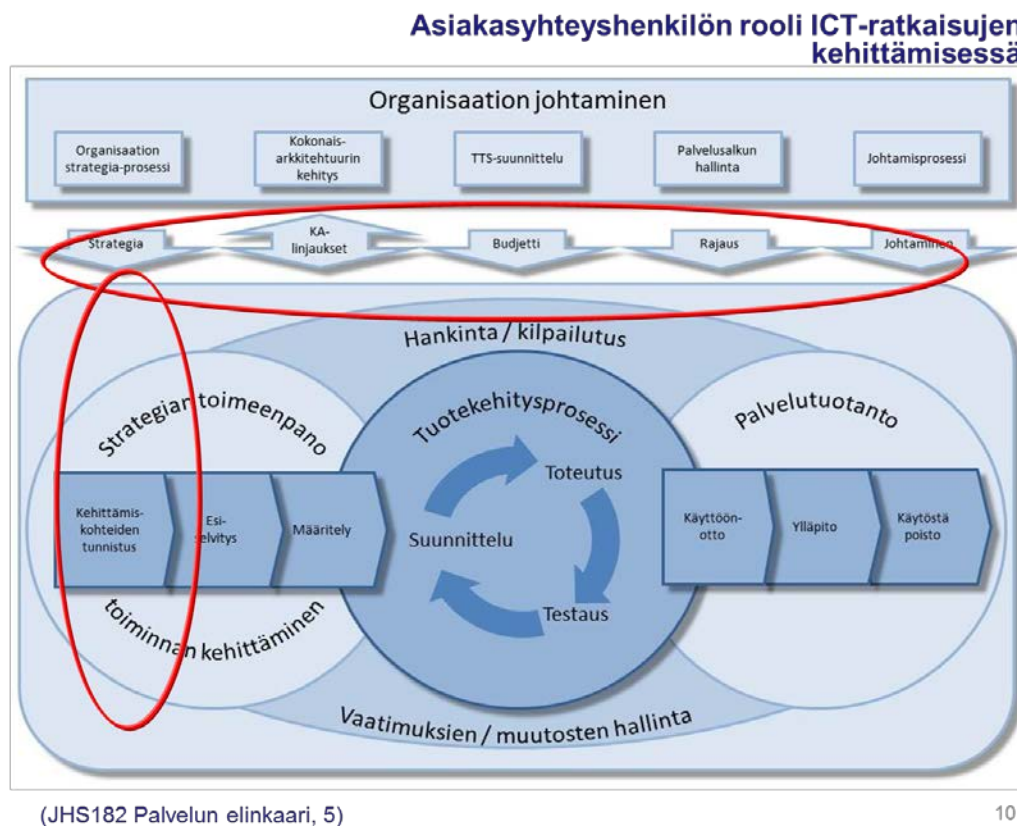 Asiakasyhteyshenkilön rooli ICT-ratkaisujen
kehittämisessä
Organisaation johtaminen
Organisaation
strategia-prosessi
Kokonais-
arkkitehtuurin
kehitys
TTS-suunnittelu
Palvelusalkun
hallinta
Johtamisprosessi
Strategia
KA-
linjaukset
Budjetti
Rajaus
Johtaminen
Hankinta / kilpailutus
Strategian toimeenpano
Kehittämis-
kohteiden
tunnistus
Esi-
selvitys
Määritely
toiminnan kehittäminen
Tuotekehitysprosessi
Toteutus
Suunnittelu
Testaus
Palvelutuotanto
Käyttöön-
otto
Ylläpito
Käytöstä
poisto
Vaatimuksien / muutosten hallinta
(JHS182 Palvelun elinkaari, 5)
10